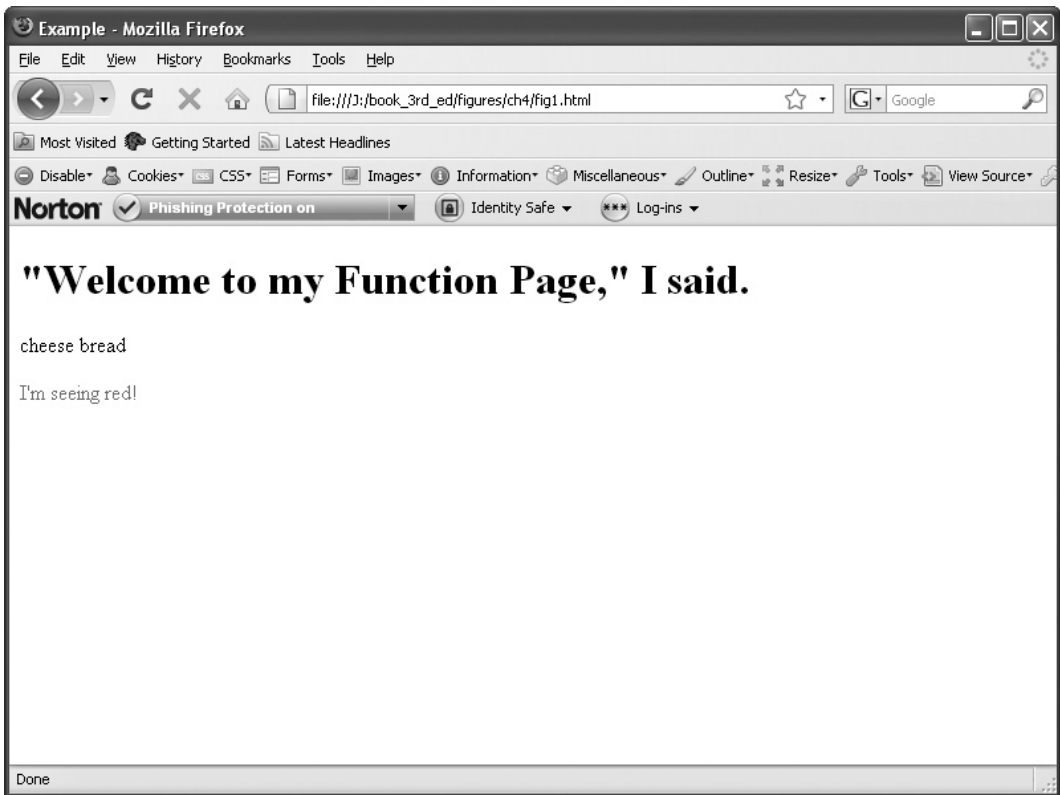 Example - Mozilla Firefox
File Edit View History Bookmarks Tools Help
file:///J:/book_3rd_ed/figures/ch4/fig1.html G Google
Most Visited Getting Started Latest Headlines
Disable Cookies CSS Forms Images Information Miscellaneous Outline Resize Tools View Source
Norton Phishing Protection on Identity Safe Log-ins
"Welcome to my Function Page," I said.
cheese bread
I'm seeing red!
Done